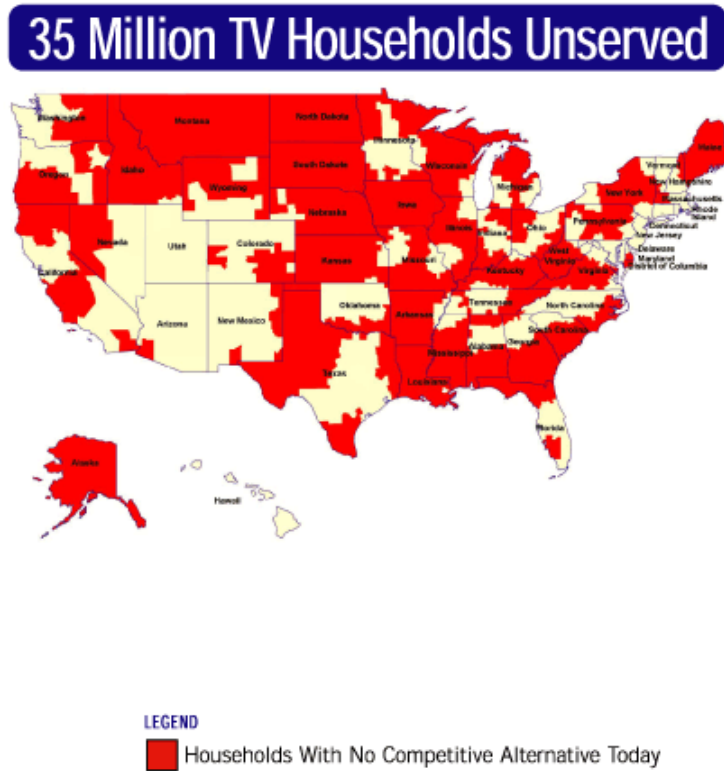 35 Million TV Households Unserved
Washington
Montana
North Dakota
Minnesota
Maine
Vermont
New Hampshire
Oregon
Idaho
South Dakota
Wisconsin
Michigan
New York
Massachusetts
Rhode
Island
Wyoming
Connecticut
New Jersey
Nebraska
Iowa
Pennsylvania
Nevada
Utah
Colorado
Illinois
Indiana
Ohio
Delaware
Maryland
District of Columbia
California
Kansas
Missouri
West
Virginia
Virginia
Kentucky
Arizona
New Mexico
Oklahoma
Arkansas
Tennessee
North Carolina
South Carolina
Texas
Louisiana
Mississippi
Alabama
Georgia
Florida
Alaska
Hawaii
LEGEND
Households With No Competitive Alternative Today